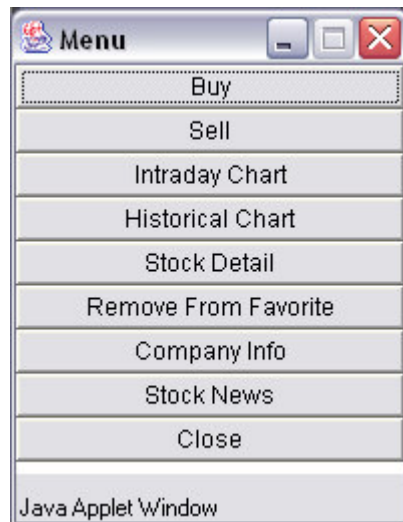 Menu
Buy
Sell
Intraday Chart
Historical Chart
Stock Detail
Remove From Favorite
Company Info
Stock News
Close
Java Applet Window